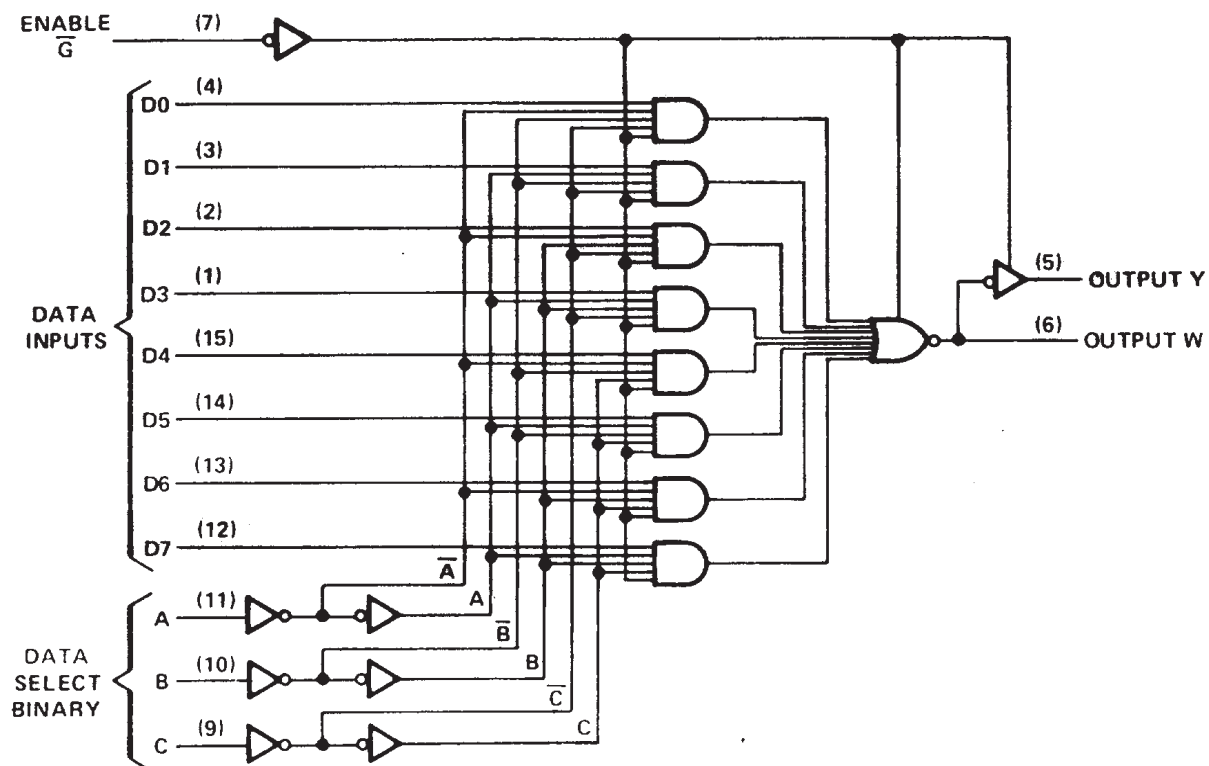 ENABLE
G̅
(7)
D0 (4)
D1 (3)
D2 (2)
D3 (1)
DATA
INPUTS
D4 (15)
D5 (14)
D6 (13)
D7 (12)
(5) OUTPUT Y
(6) OUTPUT W
A̅
A (11)
A
B̅
DATA
SELECT
BINARY
B (10)
B
C̅
C (9)
C